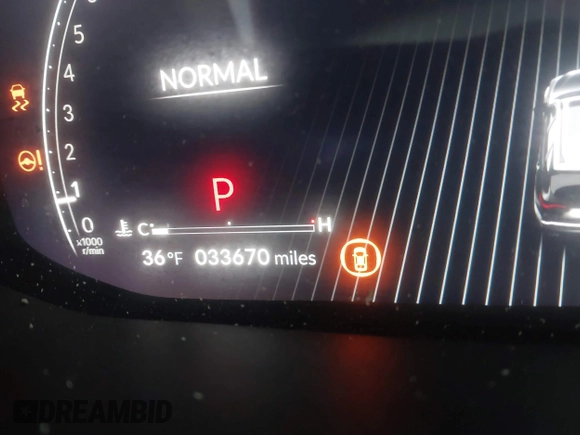 5
4
3
2
1
0
x1000
r/min
NORMAL
P
C
H
36°F 033670 miles
DREAMBID